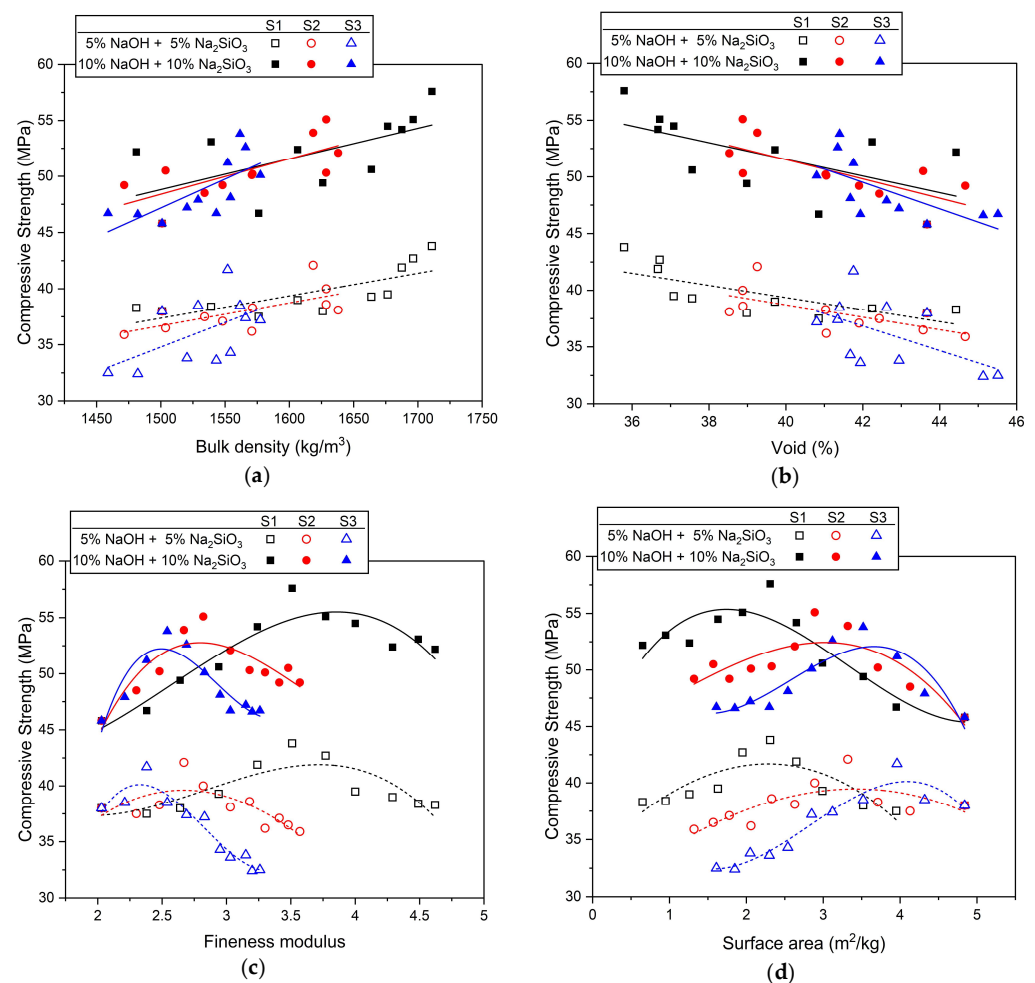 S1 S2 S3
5% NaOH + 5% Na₂SiO₃
10% NaOH + 10% Na₂SiO₃
60
55
50
45
40
35
30
1450 1500 1550 1600 1650 1700 1750
Compressive Strength (MPa)
Bulk density (kg/m³)
(a)
S1 S2 S3
5% NaOH + 5% Na₂SiO₃
10% NaOH + 10% Na₂SiO₃
60
55
50
45
40
35
30
36 38 40 42 44 46
Compressive Strength (MPa)
Void (%)
(b)
S1 S2 S3
5% NaOH + 5% Na₂SiO₃
10% NaOH + 10% Na₂SiO₃
60
55
50
45
40
35
30
2 2.5 3 3.5 4 4.5 5
Compressive Strength (MPa)
Fineness modulus
(c)
S1 S2 S3
5% NaOH + 5% Na₂SiO₃
10% NaOH + 10% Na₂SiO₃
60
55
50
45
40
35
30
0 1 2 3 4 5
Compressive Strength (MPa)
Surface area (m²/kg)
(d)